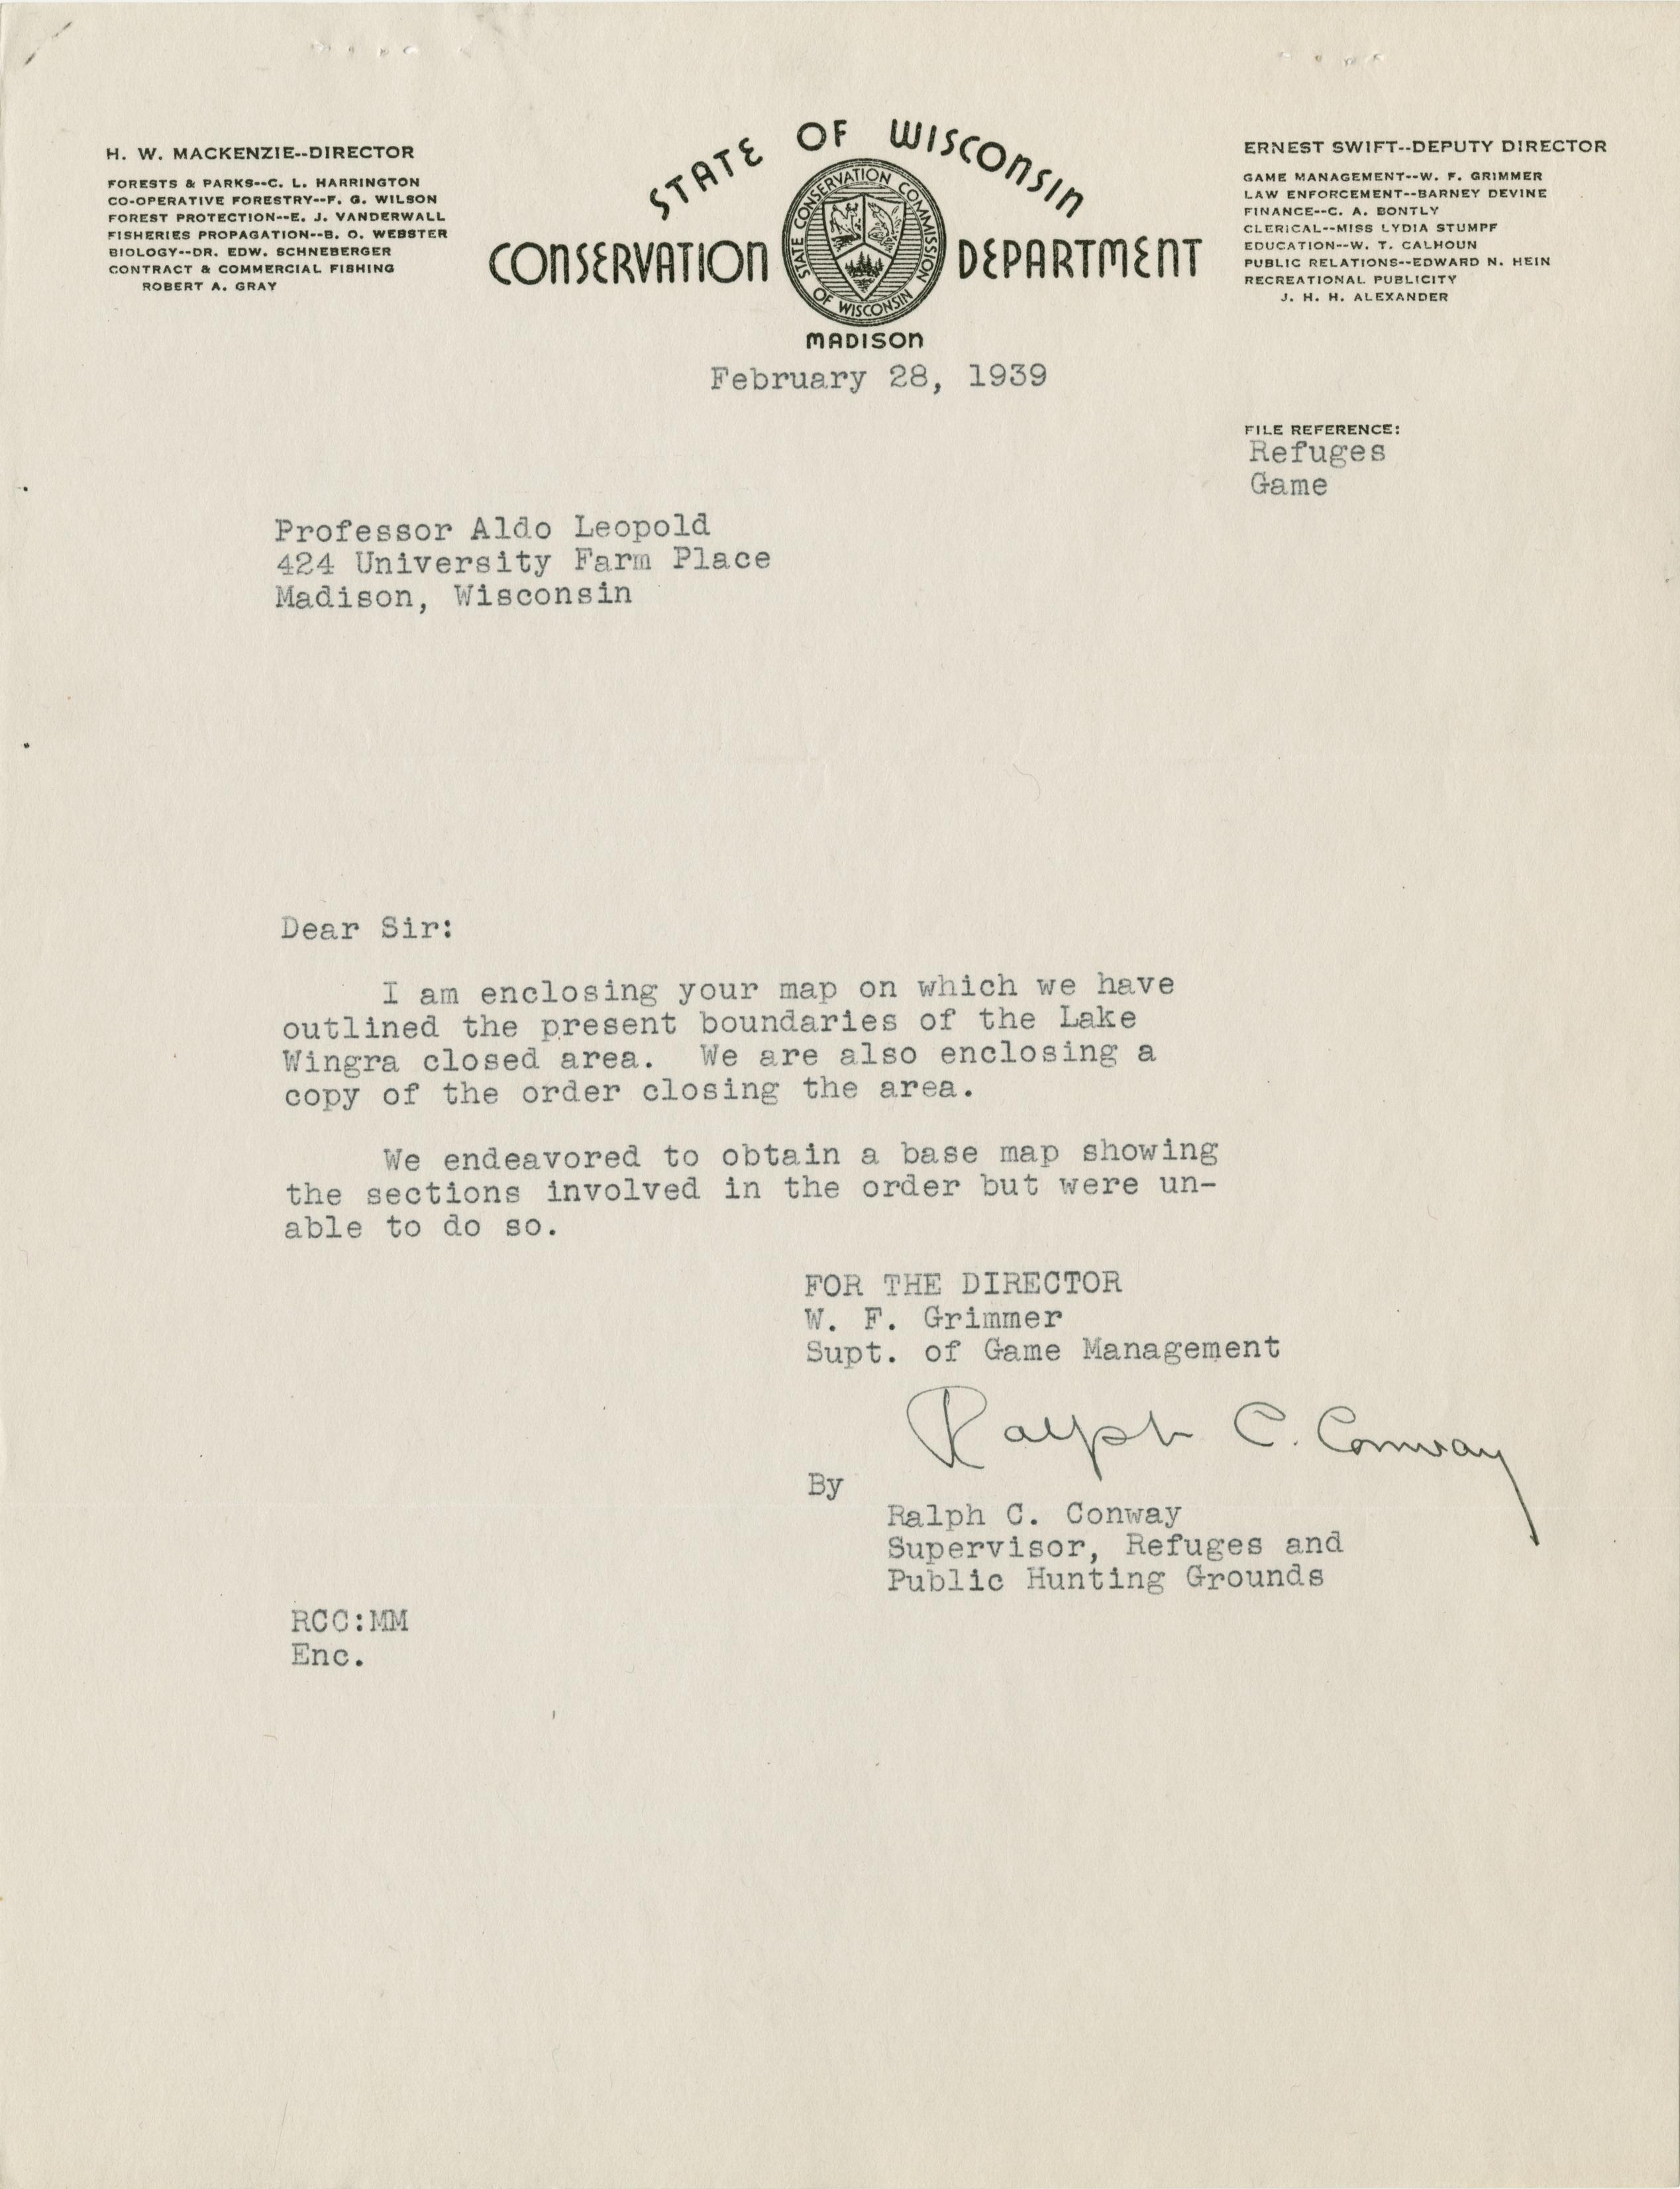 H. W. MACKENZIE--DIRECTOR
FORESTS & PARKS--C. L. HARRINGTON
CO-OPERATIVE FORESTRY--F. G. WILSON
FOREST PROTECTION--E. J. VANDERWALL
FISHERIES PROPAGATION--B. O. WEBSTER
BIOLOGY--DR. EDW. SCHNEBERGER
CONTRACT & COMMERCIAL FISHING
ROBERT A. GRAY
STATE OF WISCONSIN
CONSERVATION DEPARTMENT
STATE CONSERVATION COMMISSION
OF WISCONSIN
MADISON
ERNEST SWIFT--DEPUTY DIRECTOR
GAME MANAGEMENT--W. F. GRIMMER
LAW ENFORCEMENT--BARNEY DEVINE
FINANCE--C. A. BONTLY
CLERICAL--MISS LYDIA STUMPF
EDUCATION--W. T. CALHOUN
PUBLIC RELATIONS--EDWARD N. HEIN
RECREATIONAL PUBLICITY
J. H. H. ALEXANDER
February 28, 1939
FILE REFERENCE:
Refuges
Game
Professor Aldo Leopold
424 University Farm Place
Madison, Wisconsin
Dear Sir:
I am enclosing your map on which we have
outlined the present boundaries of the Lake
Wingra closed area. We are also enclosing a
copy of the order closing the area.
We endeavored to obtain a base map showing
the sections involved in the order but were un-
able to do so.
FOR THE DIRECTOR
W. F. Grimmer
Supt. of Game Management
Ralph C. Conway
By
Ralph C. Conway
Supervisor, Refuges and
Public Hunting Grounds
RCC:MM
Enc.